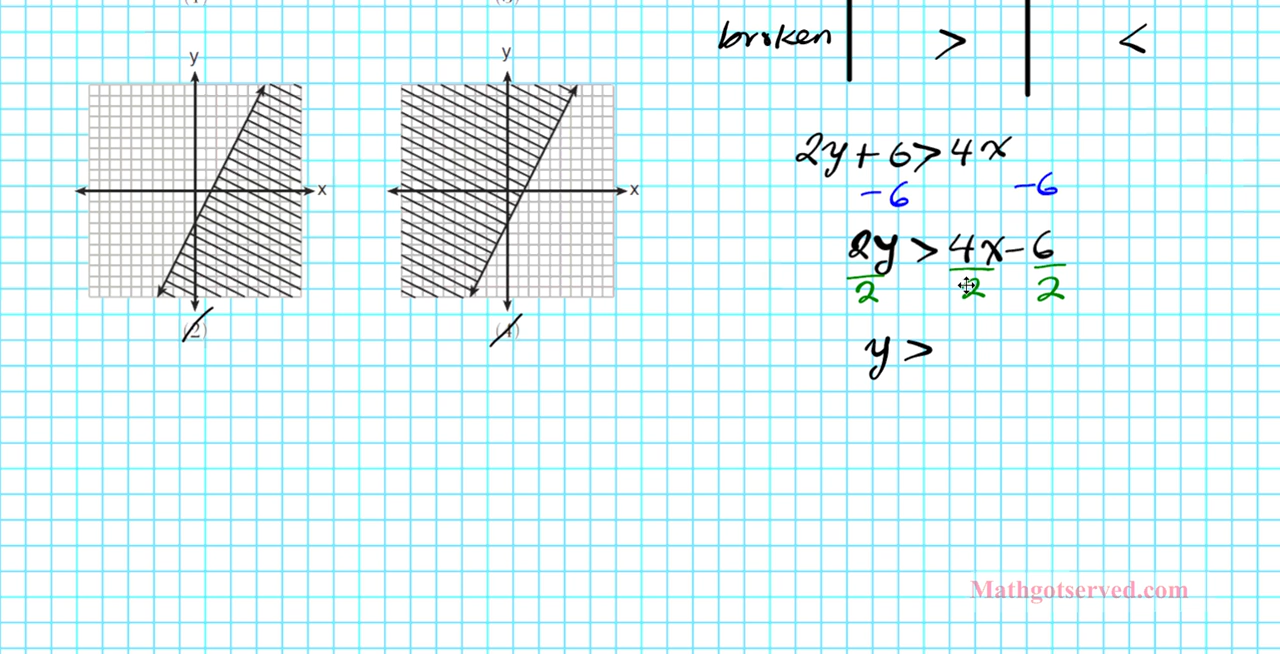 broken > <
y
y
2y + 6 > 4x
x
x
-6 -6
2y > 4x - 6
2 2 2
(2)
(4)
y >
Mathgotserved.com